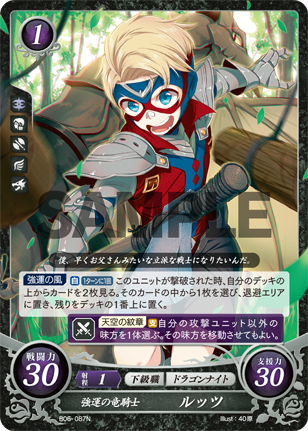 1
SAMPLE
僕、早くお父さんみたいな立派な戦士になりたいんだ。
強運の風 自 1ターンに1回 このユニットが撃破された時、自分のデッキの
上からカードを2枚見る。そのカードの中から1枚を選び、退避エリア
に置き、残りをデッキの1番上に置く。
天空の紋章 支 自分の攻撃ユニット以外の
味方を1体選ぶ。その味方を移動させてもよい。
戦闘力
30
射程 1
下級職
ドラゴンナイト
支援力
30
強運の竜騎士 ルッツ
B06-087N
Illust:40原